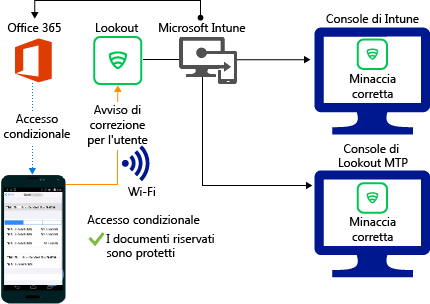 Office 365
Lookout
Microsoft Intune
Console di Intune
Minaccia
corretta
Accesso
condizionale
Avviso di
correzione
per l'utente
Wi-Fi
Console di
Lookout MTP
Minaccia
corretta
Accesso condizionale
I documenti riservati
sono protetti